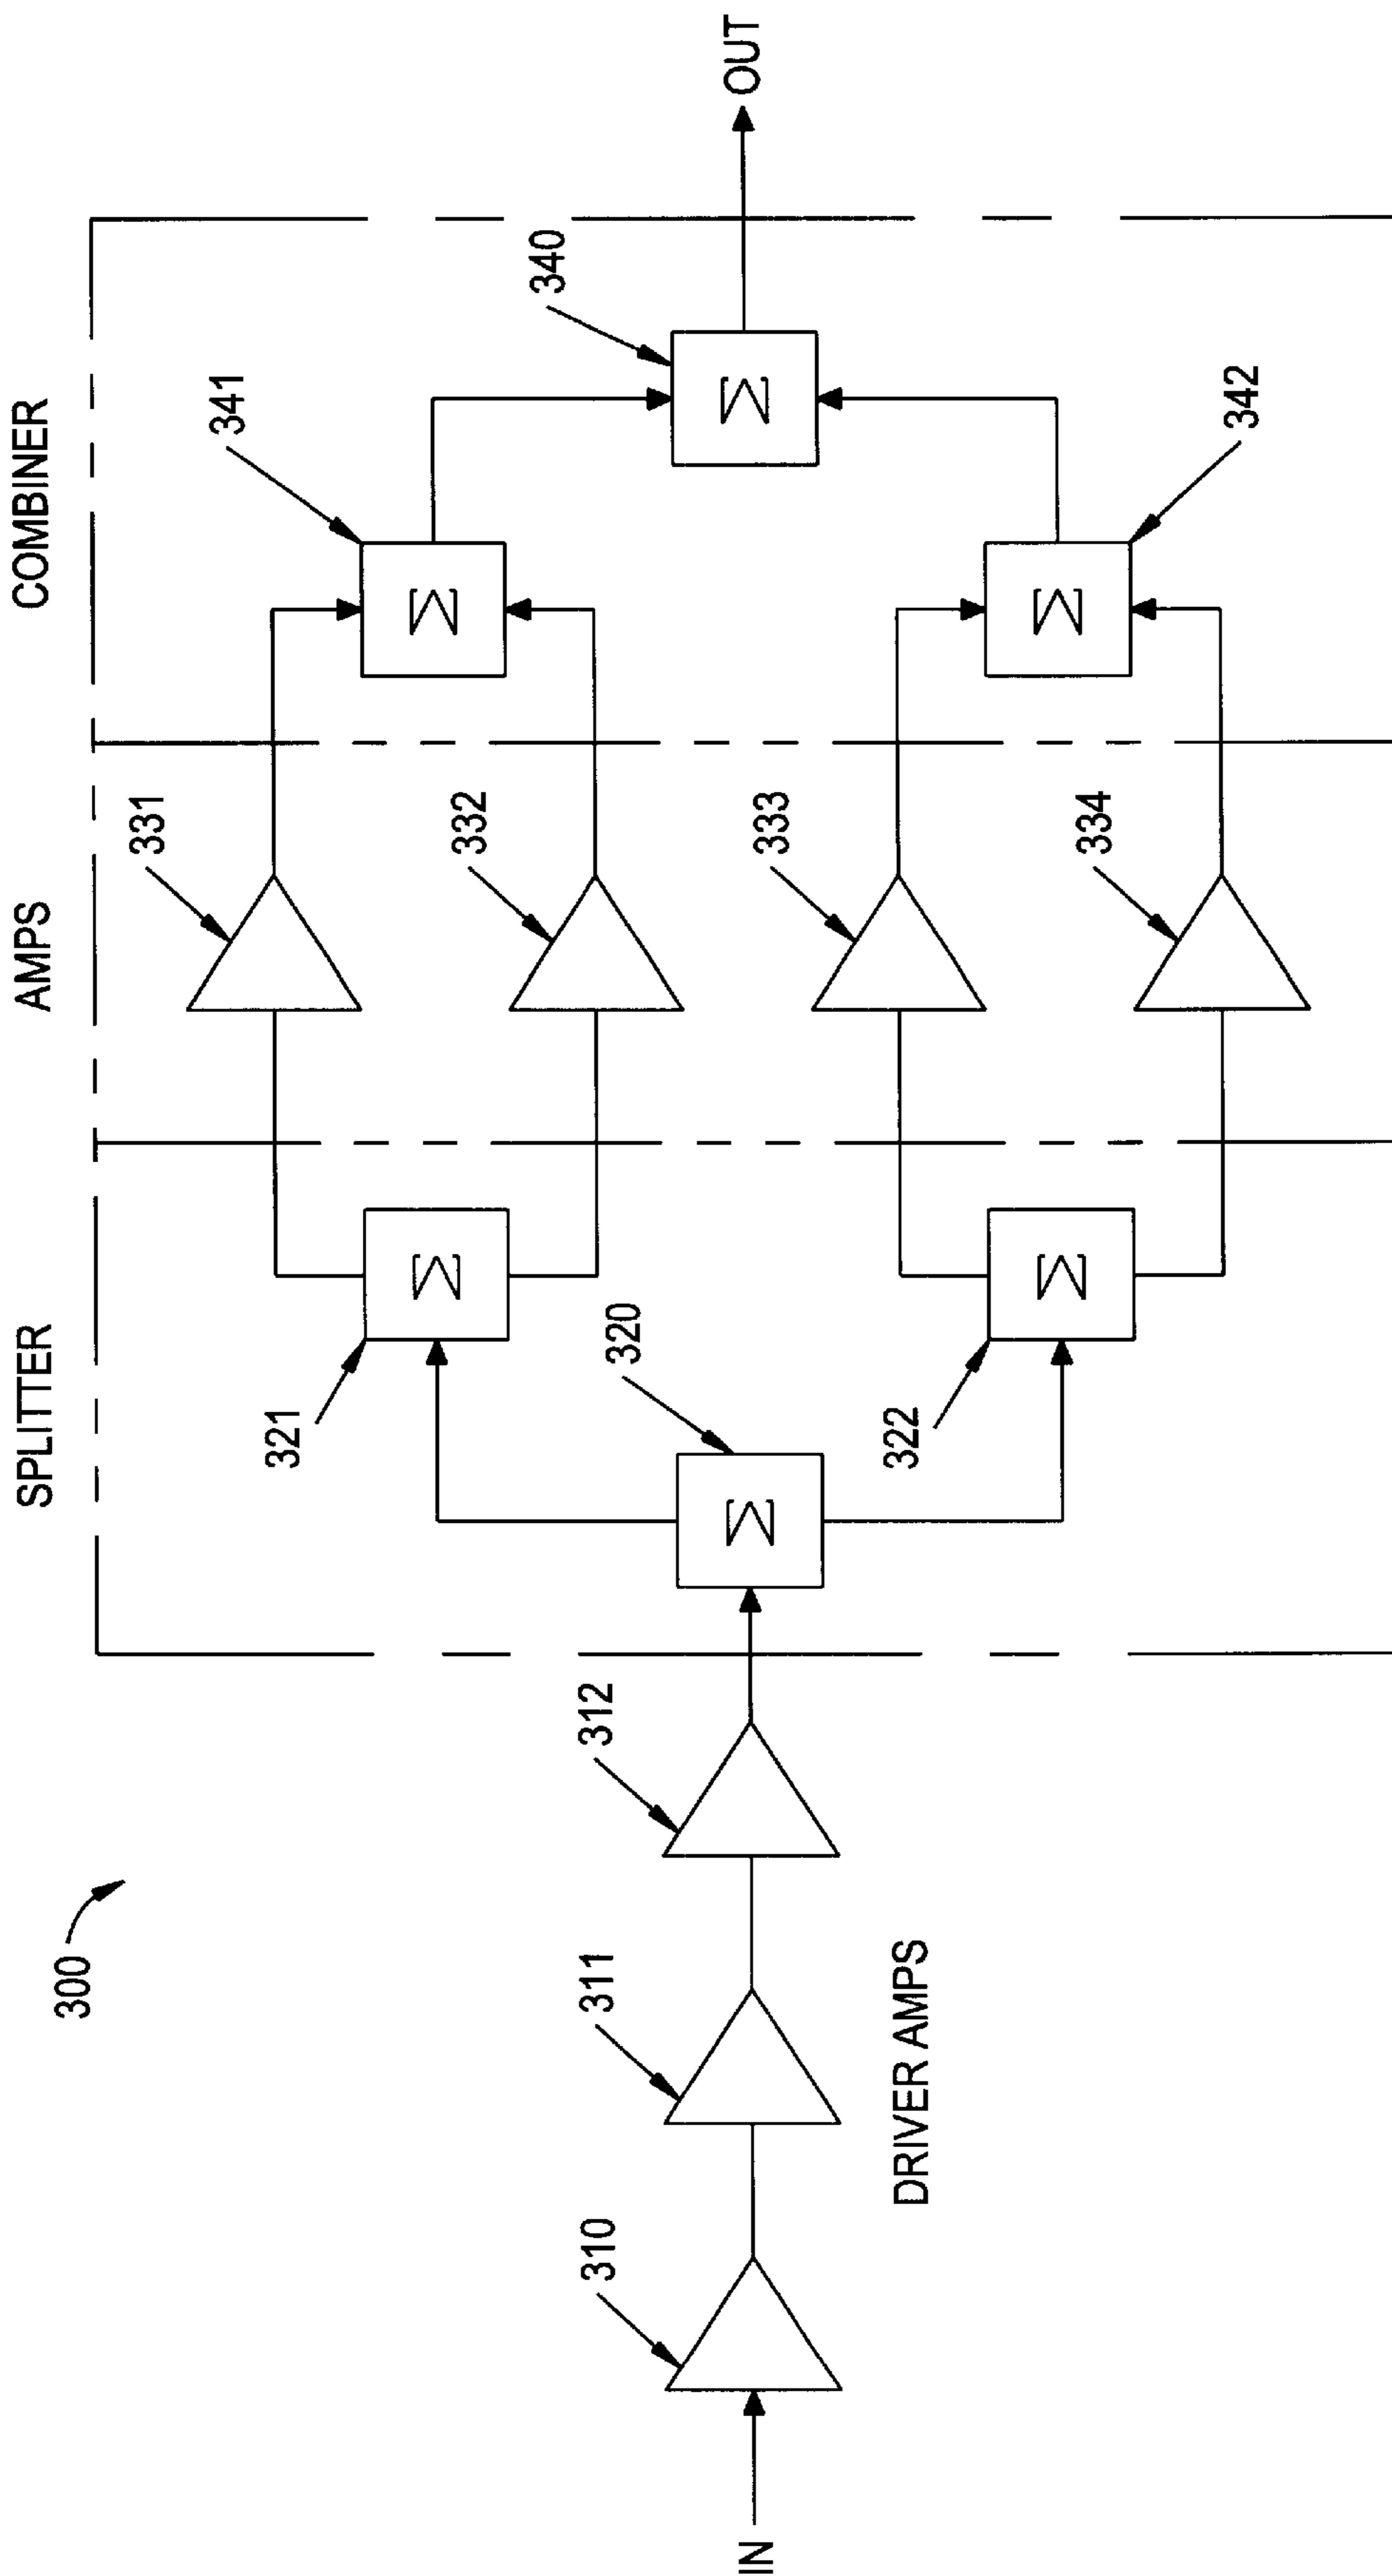 300
SPLITTER
AMPS
COMBINER
IN
310
311
312
DRIVER AMPS
320
Σ
321
Σ
322
Σ
331
332
333
334
341
Σ
342
Σ
340
Σ
OUT